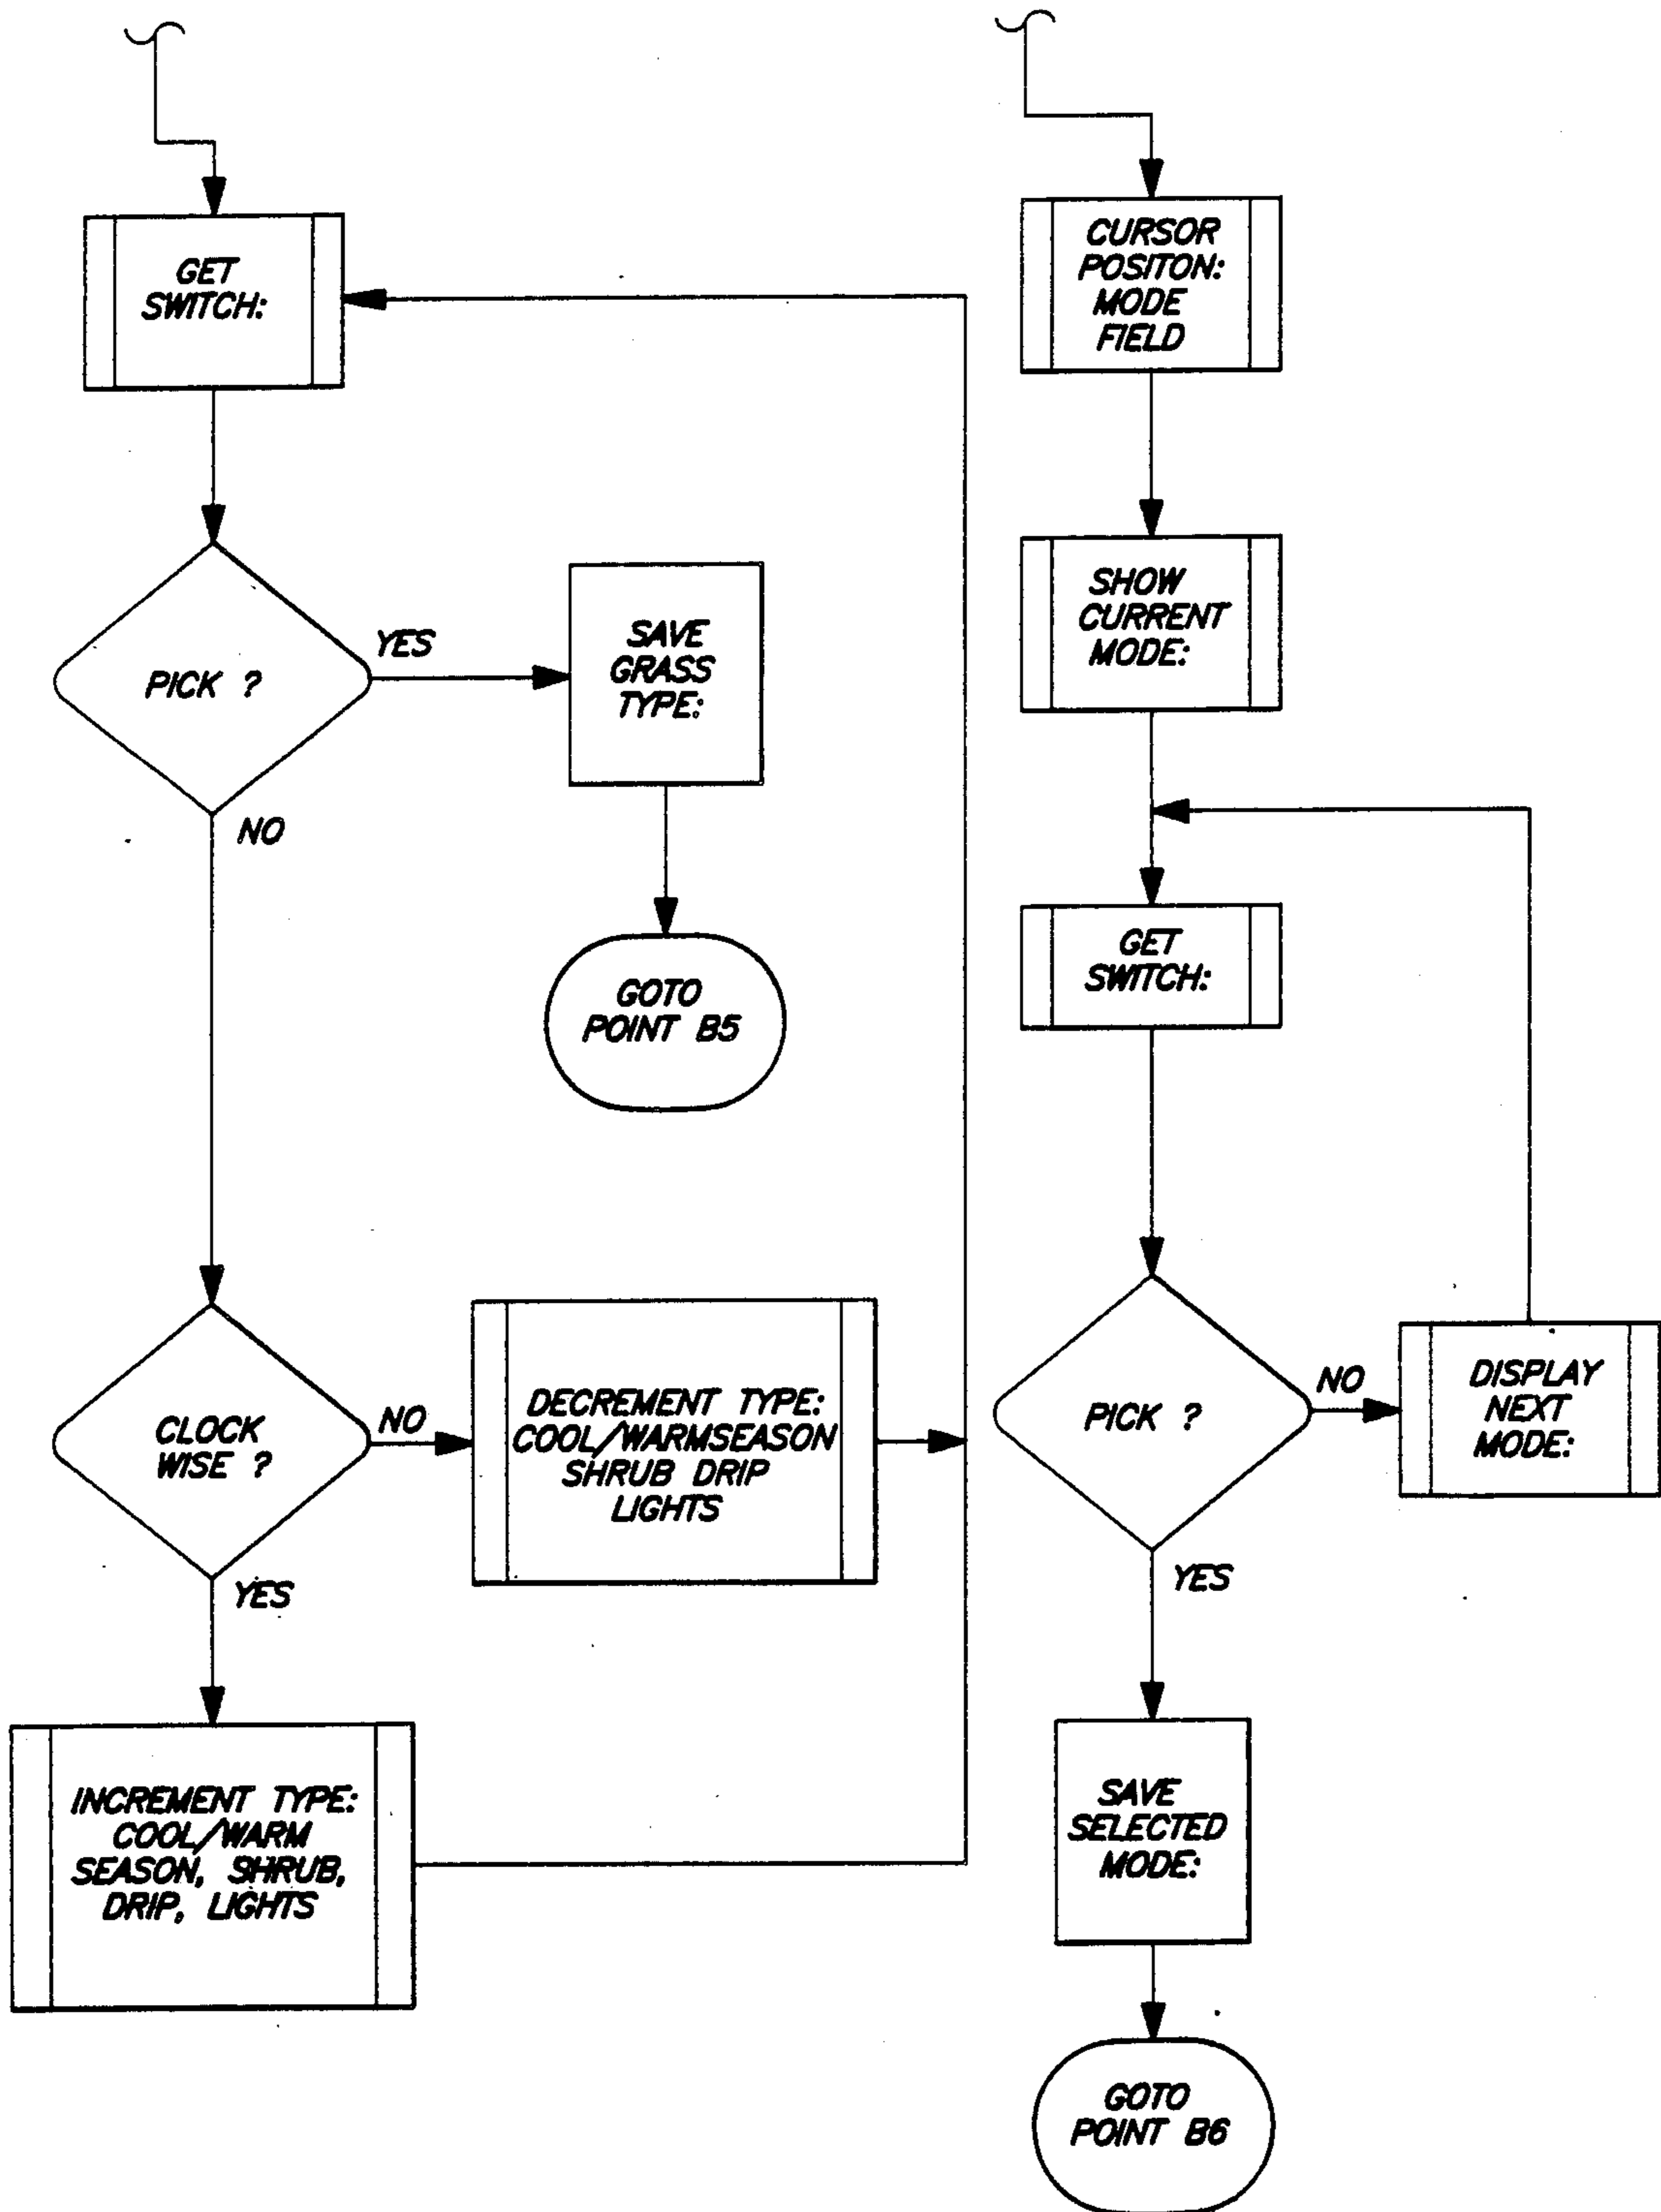 GET
SWITCH:
PICK ?
YES
SAVE
GRASS
TYPE:
NO
GOTO
POINT B5
CLOCK
WISE ?
NO
DECREMENT TYPE:
COOL/WARMSEASON
SHRUB DRIP
LIGHTS
YES
INCREMENT TYPE:
COOL/WARM
SEASON, SHRUB,
DRIP, LIGHTS
CURSOR
POSITON:
MODE
FIELD
SHOW
CURRENT
MODE:
GET
SWITCH:
PICK ?
NO
DISPLAY
NEXT
MODE:
YES
SAVE
SELECTED
MODE:
GOTO
POINT B6